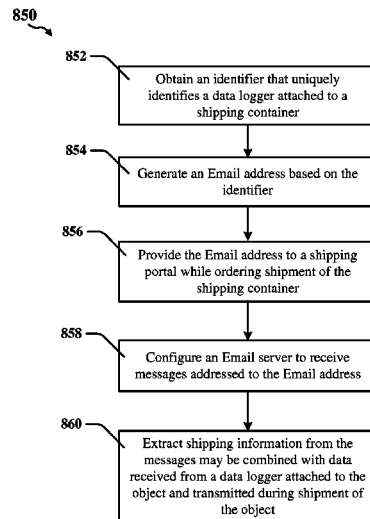 850
852
Obtain an identifier that uniquely
identifies a data logger attached to a
shipping container
854
Generate an Email address based on the
identifier
856
Provide the Email address to a shipping
portal while ordering shipment of the
shipping container
858
Configure an Email server to receive
messages addressed to the Email address
860
Extract shipping information from the
messages may be combined with data
received from a data logger attached to
the object and transmitted during
shipment of the object